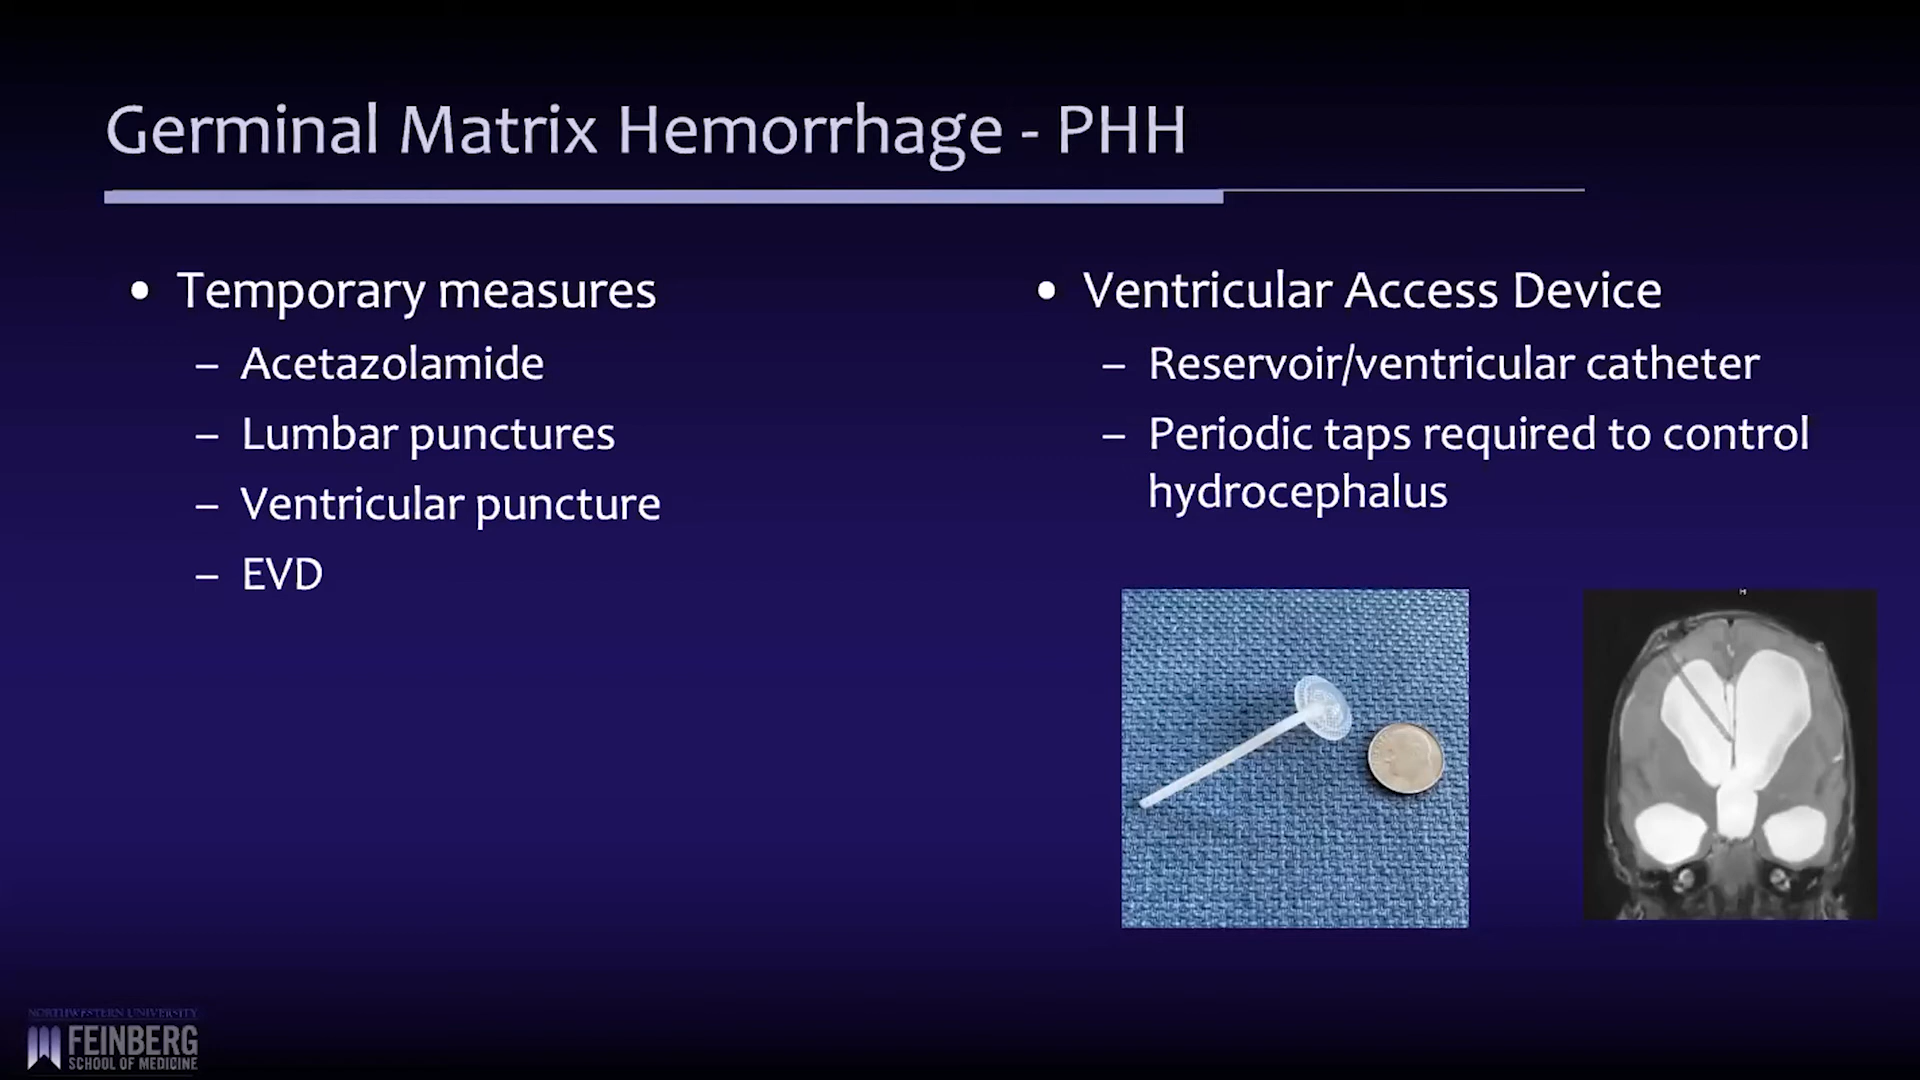 Germinal Matrix Hemorrhage - PHH
• Temporary measures
– Acetazolamide
– Lumbar punctures
– Ventricular puncture
– EVD
• Ventricular Access Device
– Reservoir/ventricular catheter
– Periodic taps required to control
hydrocephalus
H
NORTHWESTERN UNIVERSITY
FEINBERG
SCHOOL OF MEDICINE